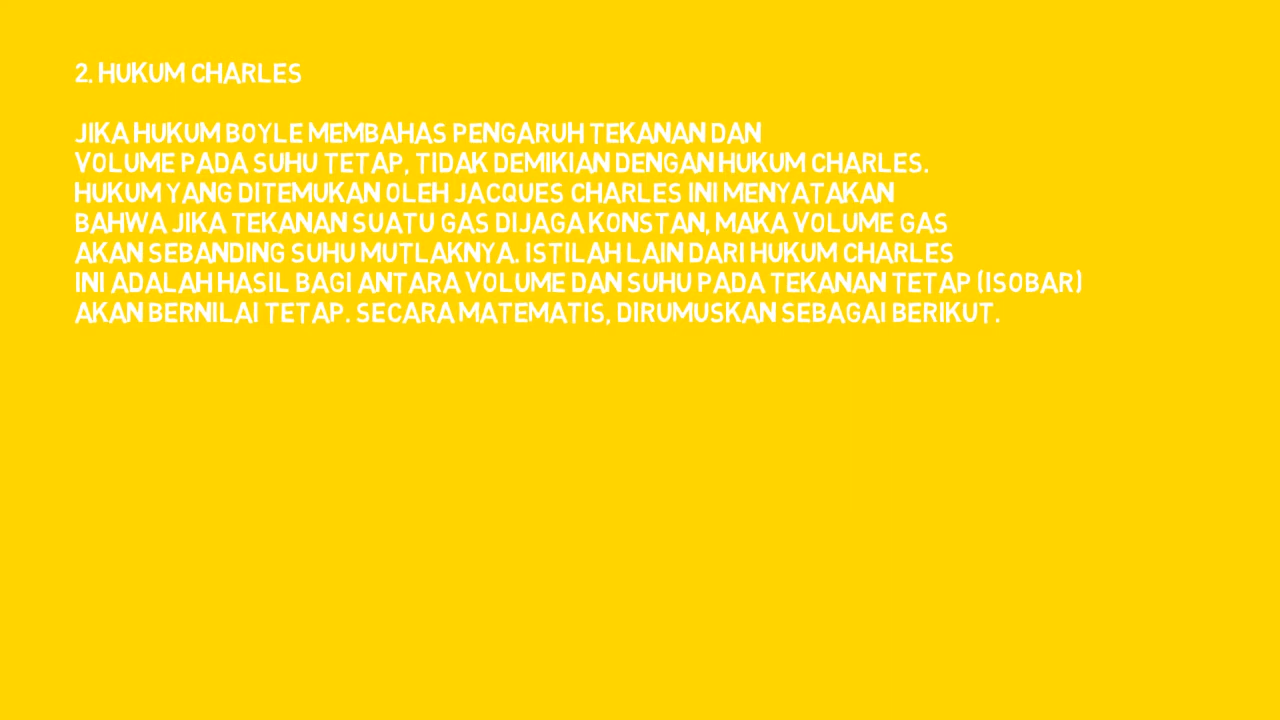 2. HUKUM CHARLES
JIKA HUKUM BOYLE MEMBAHAS PENGARUH TEKANAN DAN
VOLUME PADA SUHU TETAP, TIDAK DEMIKIAN DENGAN HUKUM CHARLES.
HUKUM YANG DITEMUKAN OLEH JACQUES CHARLES INI MENYATAKAN
BAHWA JIKA TEKANAN SUATU GAS DIJAGA KONSTAN, MAKA VOLUME GAS
AKAN SEBANDING SUHU MUTLAKNYA. ISTILAH LAIN DARI HUKUM CHARLES
INI ADALAH HASIL BAGI ANTARA VOLUME DAN SUHU PADA TEKANAN TETAP (ISOBAR)
AKAN BERNILAI TETAP. SECARA MATEMATIS, DIRUMUSKAN SEBAGAI BERIKUT.